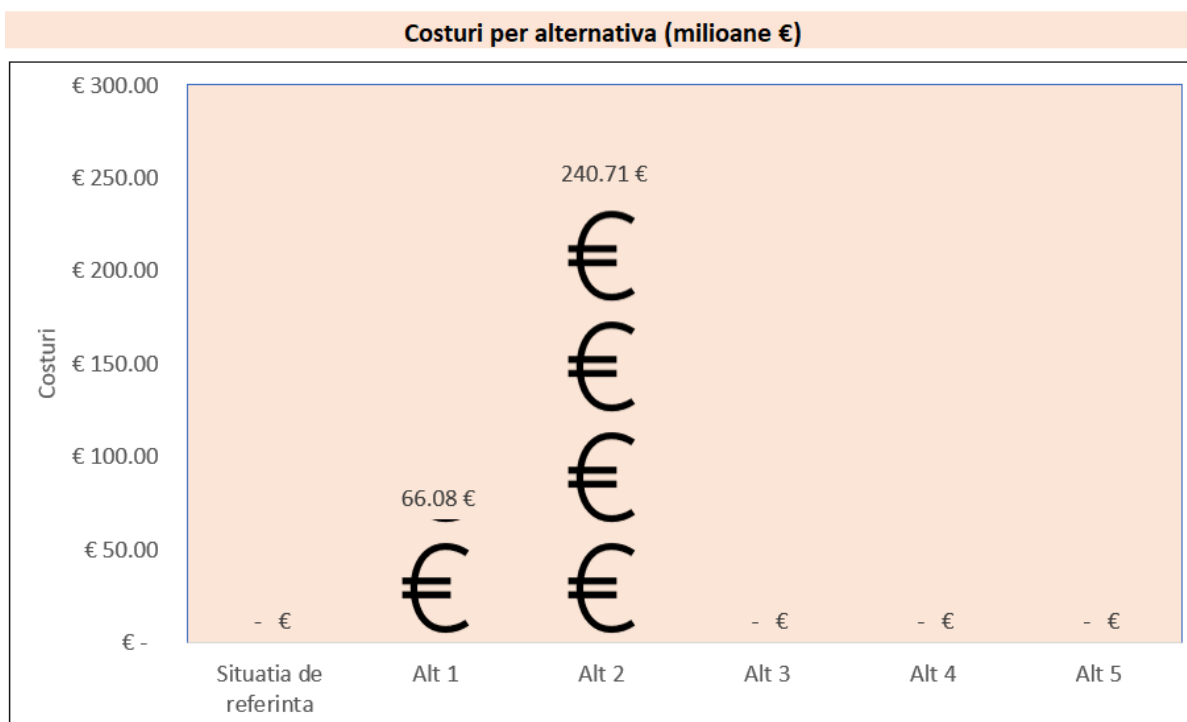 Costuri per alternativa (milioane €)
€ 300.00
€ 250.00
€ 200.00
€ 150.00
€ 100.00
€ 50.00
€ -
Costuri
- €
66.08 €
240.71 €
- €
- €
- €
Situatia de
referinta
Alt 1
Alt 2
Alt 3
Alt 4
Alt 5